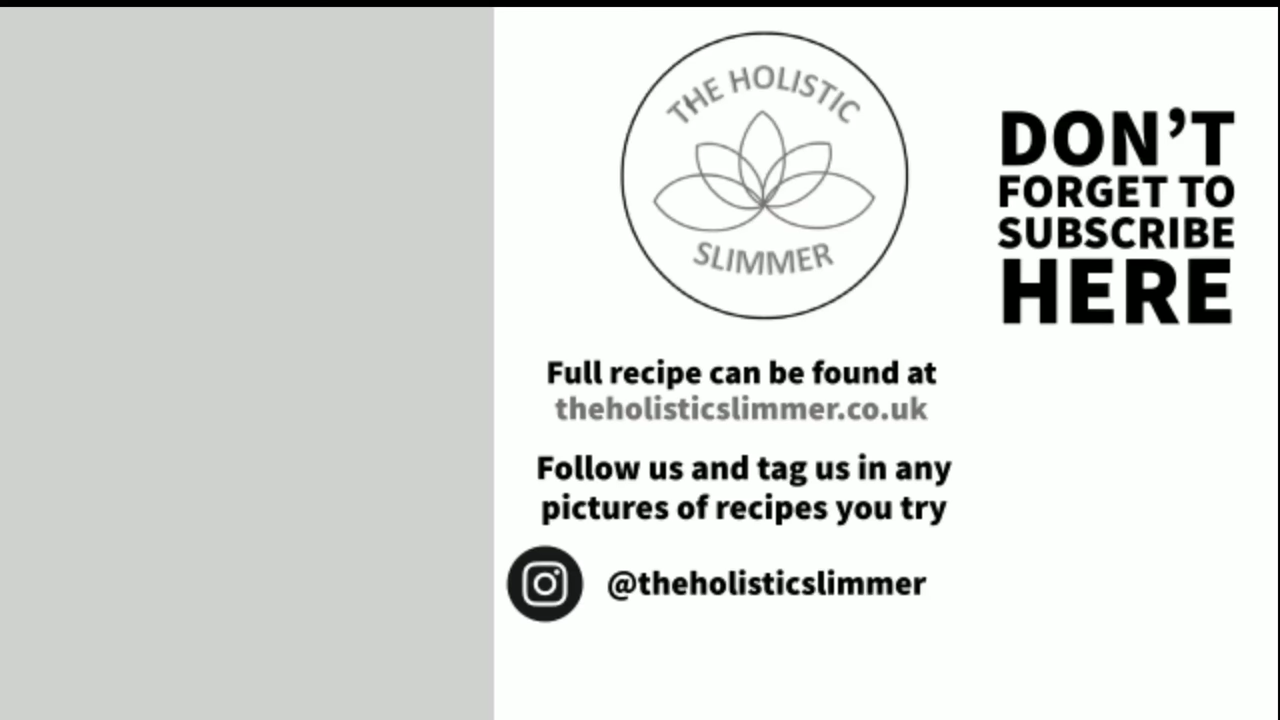 THE HOLISTIC
SLIMMER
DON'T
FORGET TO
SUBSCRIBE
HERE
Full recipe can be found at
theholisticslimmer.co.uk
Follow us and tag us in any
pictures of recipes you try
@theholisticslimmer